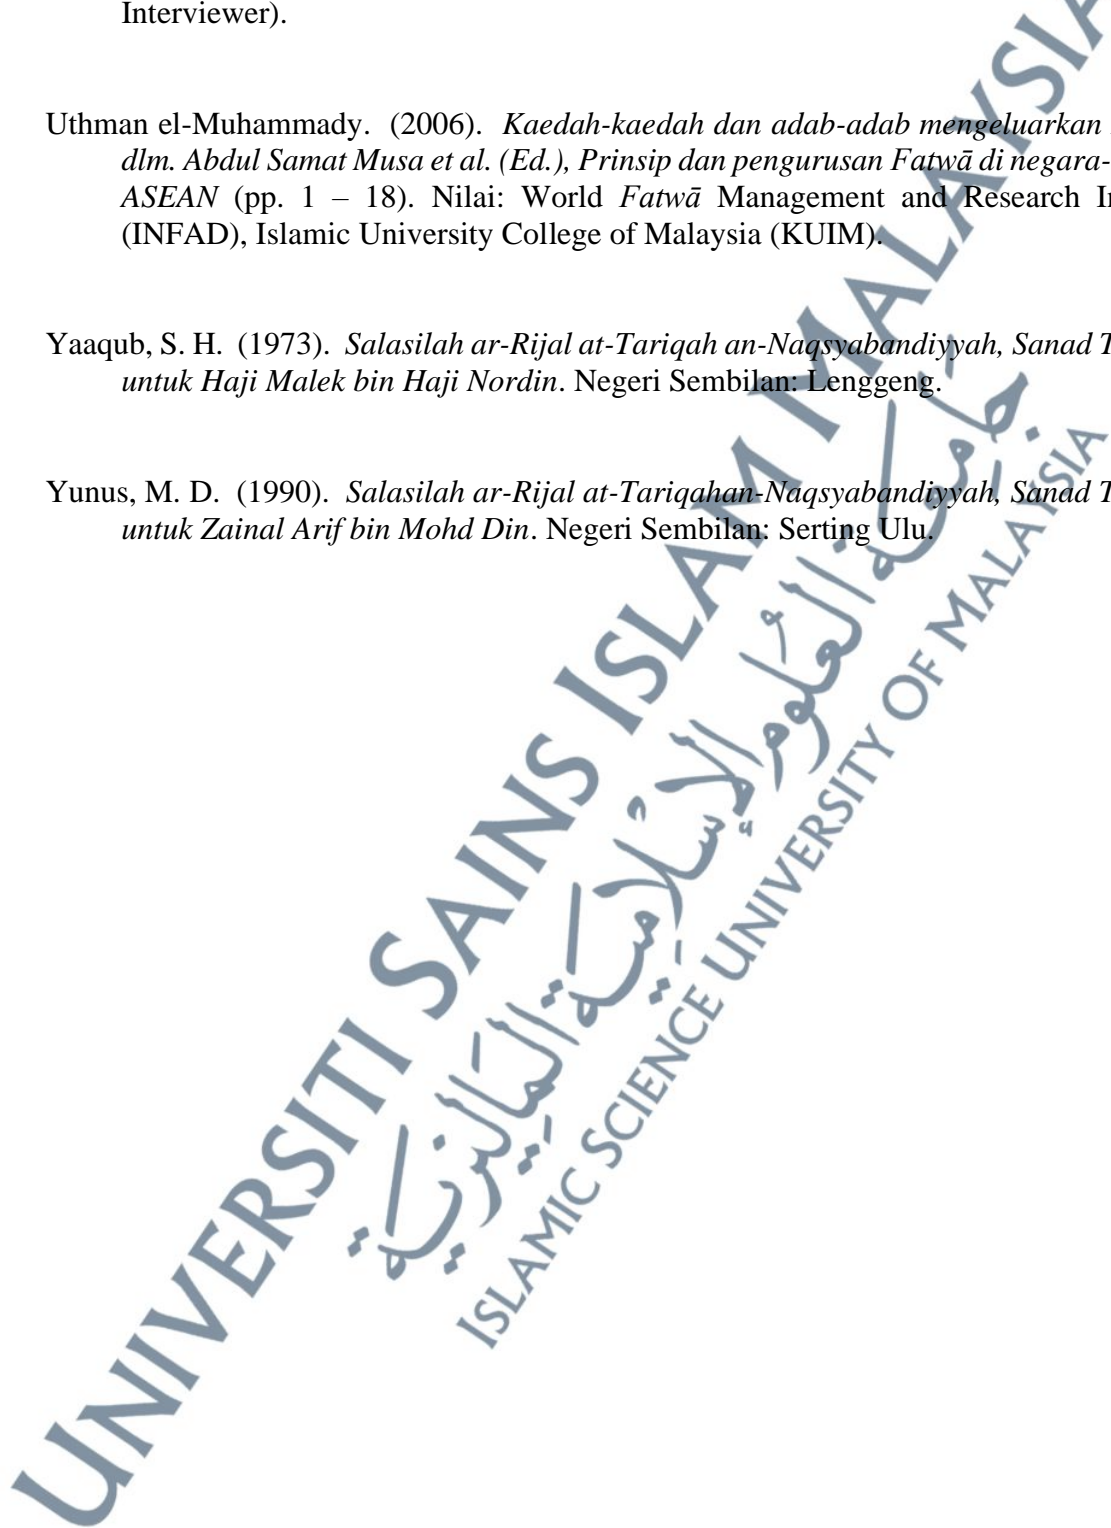 Interviewer).
Uthman el-Muhammady. (2006). Kaedah-kaedah dan adab-adab mengeluarkan
dlm. Abdul Samat Musa et al. (Ed.), Prinsip dan pengurusan Fatwā di negara-
ASEAN (pp. 1 – 18). Nilai: World Fatwā Management and Research
(INFAD), Islamic University College of Malaysia (KUIM).
Yaaqub, S. H. (1973). Salasilah ar-Rijal at-Tariqah an-Naqsyabandiyyah, Sanad
untuk Haji Malek bin Haji Nordin. Negeri Sembilan: Lenggeng.
Yunus, M. D. (1990). Salasilah ar-Rijal at-Tariqahan-Naqsyabandiyyah, Sanad
untuk Zainal Arif bin Mohd Din. Negeri Sembilan: Serting Ulu.
UNIVERSITI SAINS ISLAM MALAYSIA
جامعة العلوم الإسلامية الماليزية
ISLAMIC SCIENCE UNIVERSITY OF MALAYSIA